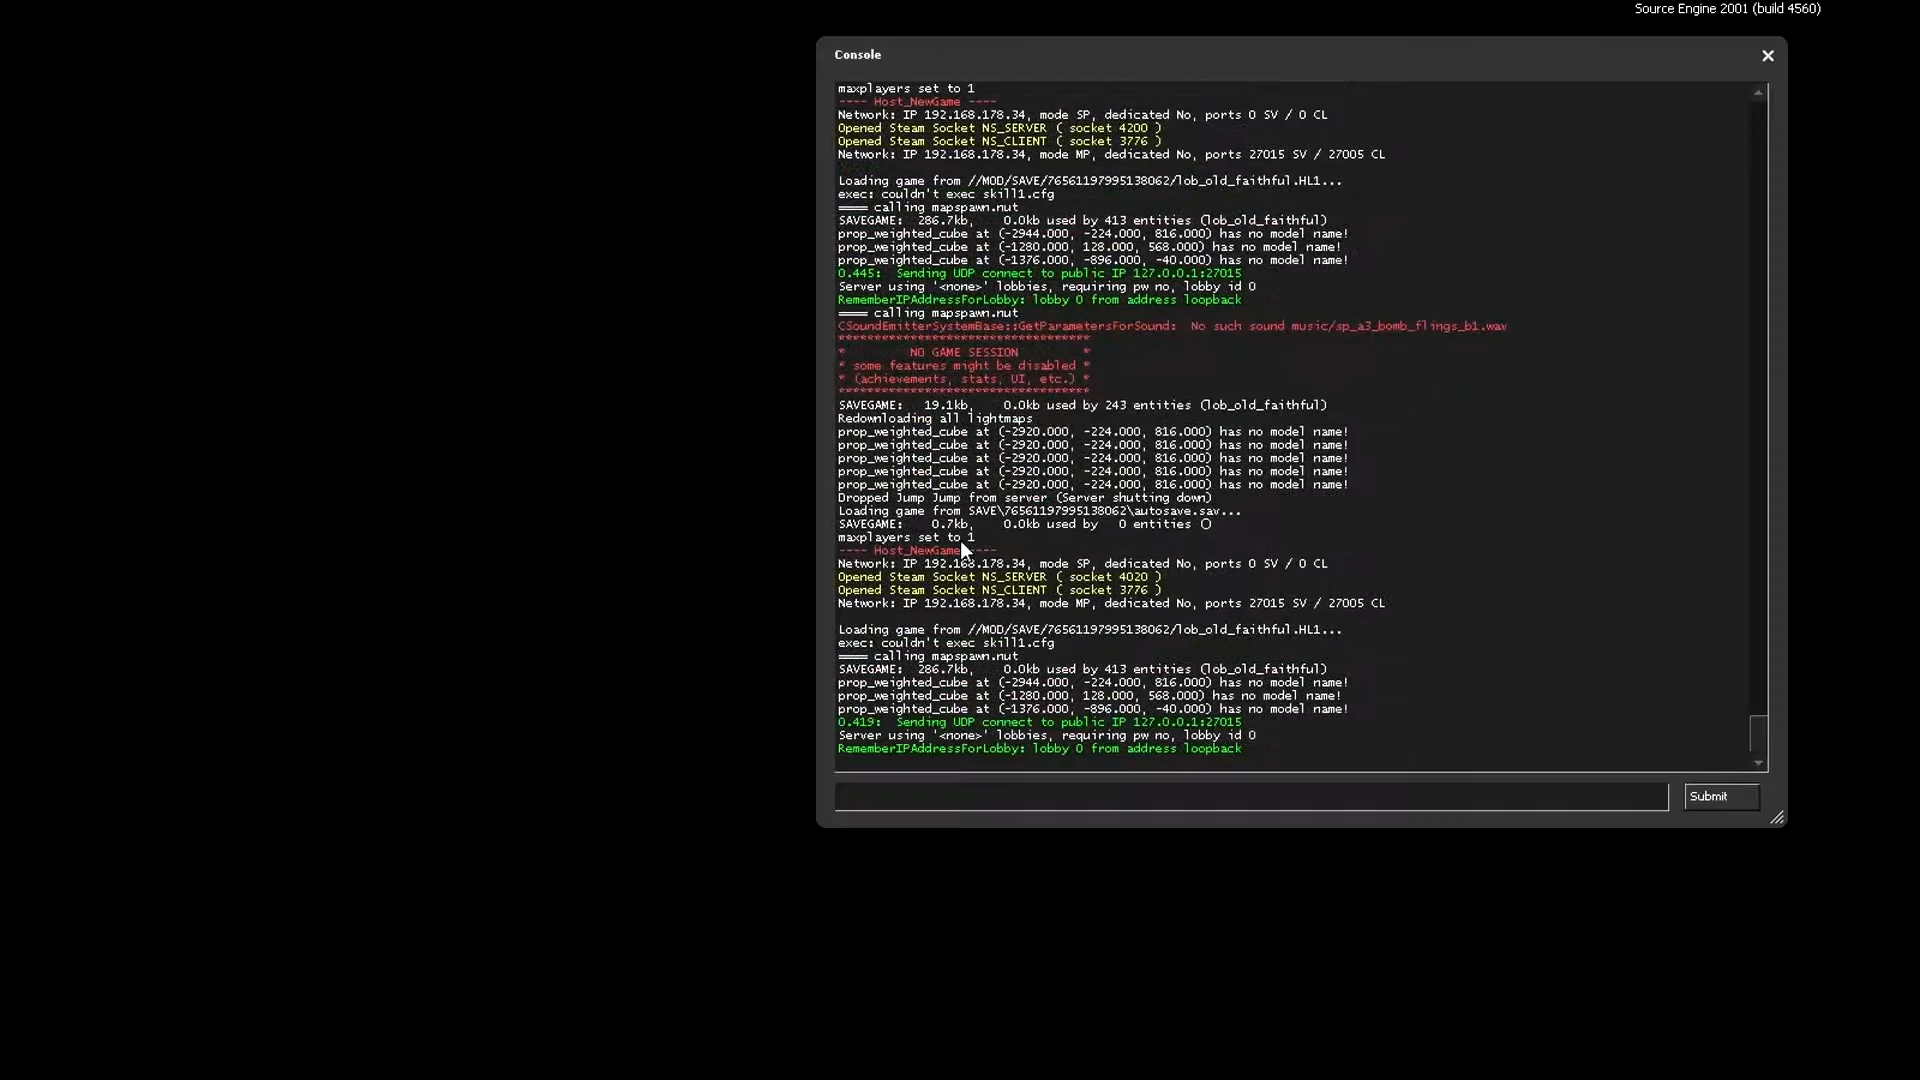 Source Engine 2001 (build 4560)
Console
maxplayers set to 1
---- Host_NewGame ----
Network: IP 192.168.178.34, mode SP, dedicated No, ports 0 SV / 0 CL
Opened Steam Socket NS_SERVER ( socket 4200 )
Opened Steam Socket NS_CLIENT ( socket 3776 )
Network: IP 192.168.178.34, mode MP, dedicated No, ports 27015 SV / 27005 CL
Loading game from //MOD/SAVE/76561197995138062/lob_old_faithful.HL1...
exec: couldn't exec skill1.cfg
==== calling mapspawn.nut
SAVEGAME:  286.7kb,    0.0kb used by 413 entities (lob_old_faithful)
prop_weighted_cube at (-2944.000, -224.000, 816.000) has no model name!
prop_weighted_cube at (-1280.000, 128.000, 568.000) has no model name!
prop_weighted_cube at (-1376.000, -896.000, -40.000) has no model name!
0.445:  Sending UDP connect to public IP 127.0.0.1:27015
Server using '<none>' lobbies, requiring pw no, lobby id 0
RememberIPAddressForLobby: lobby 0 from address loopback
==== calling mapspawn.nut
CSoundEmitterSystemBase::GetParametersForSound:  No such sound music/sp_a3_bomb_flings_b1.wav
***********************************
*         NO GAME SESSION         *
* some features might be disabled *
* (achievements, stats, UI, etc.) *
***********************************
SAVEGAME:   19.1kb,    0.0kb used by 243 entities (lob_old_faithful)
Redownloading all lightmaps
prop_weighted_cube at (-2920.000, -224.000, 816.000) has no model name!
prop_weighted_cube at (-2920.000, -224.000, 816.000) has no model name!
prop_weighted_cube at (-2920.000, -224.000, 816.000) has no model name!
prop_weighted_cube at (-2920.000, -224.000, 816.000) has no model name!
prop_weighted_cube at (-2920.000, -224.000, 816.000) has no model name!
Dropped Jump Jump from server (Server shutting down)
Loading game from SAVE\76561197995138062\autosave.sav...
SAVEGAME:    0.7kb,    0.0kb used by   0 entities ()
maxplayers set to 1
---- Host_NewGame ----
Network: IP 192.168.178.34, mode SP, dedicated No, ports 0 SV / 0 CL
Opened Steam Socket NS_SERVER ( socket 4020 )
Opened Steam Socket NS_CLIENT ( socket 3776 )
Network: IP 192.168.178.34, mode MP, dedicated No, ports 27015 SV / 27005 CL
Loading game from //MOD/SAVE/76561197995138062/lob_old_faithful.HL1...
exec: couldn't exec skill1.cfg
==== calling mapspawn.nut
SAVEGAME:  286.7kb,    0.0kb used by 413 entities (lob_old_faithful)
prop_weighted_cube at (-2944.000, -224.000, 816.000) has no model name!
prop_weighted_cube at (-1280.000, 128.000, 568.000) has no model name!
prop_weighted_cube at (-1376.000, -896.000, -40.000) has no model name!
0.419:  Sending UDP connect to public IP 127.0.0.1:27015
Server using '<none>' lobbies, requiring pw no, lobby id 0
RememberIPAddressForLobby: lobby 0 from address loopback
Submit